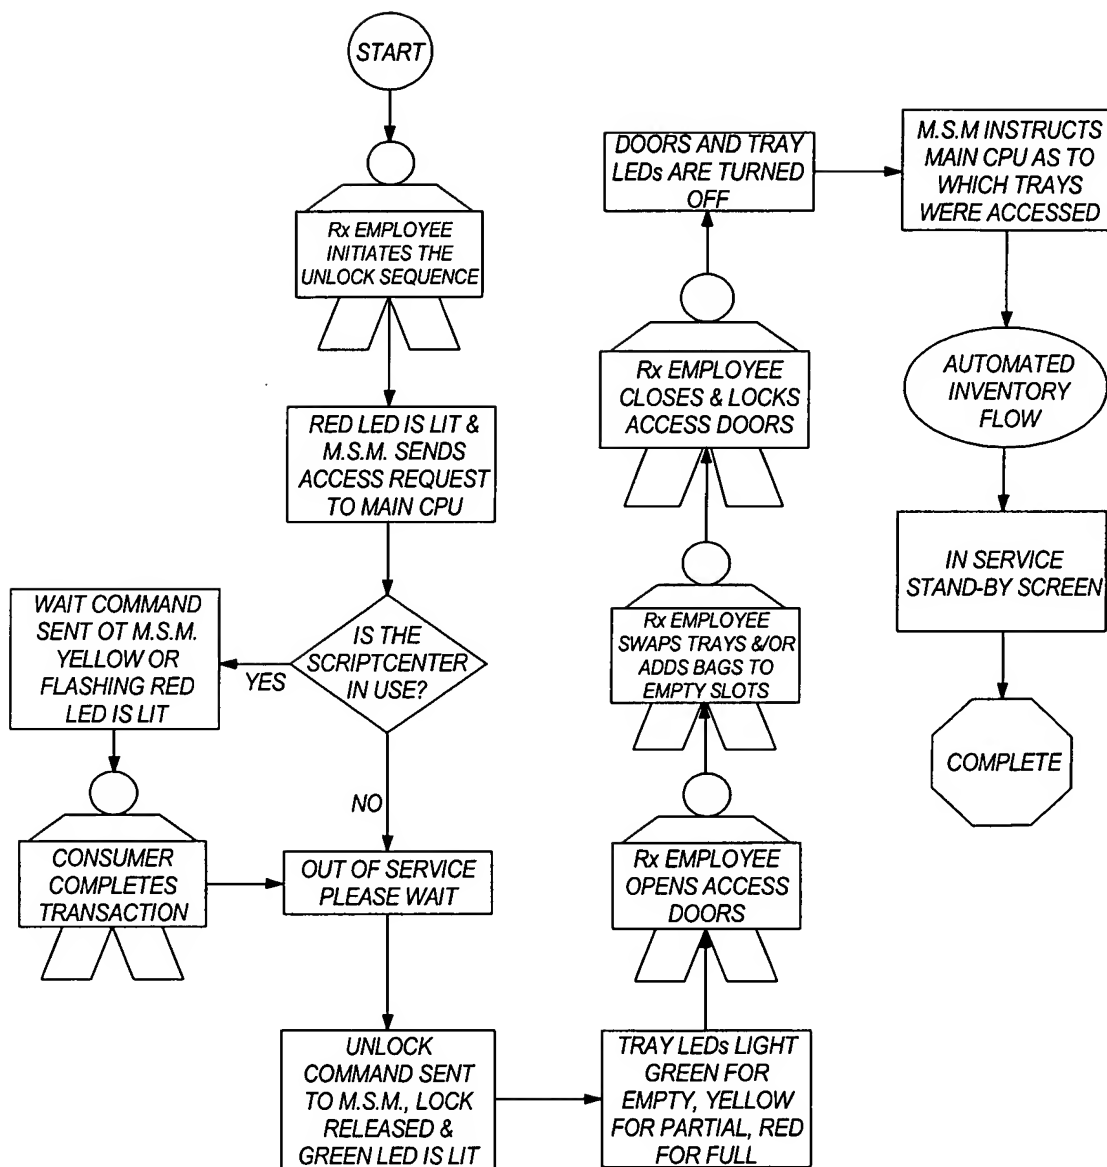 START
Rx EMPLOYEE
INITIATES THE
UNLOCK SEQUENCE
RED LED IS LIT &
M.S.M. SENDS
ACCESS REQUEST
TO MAIN CPU
IS THE
SCRIPTCENTER
IN USE?
YES
WAIT COMMAND
SENT OT M.S.M.
YELLOW OR
FLASHING RED
LED IS LIT
CONSUMER
COMPLETES
TRANSACTION
NO
OUT OF SERVICE
PLEASE WAIT
UNLOCK
COMMAND SENT
TO M.S.M., LOCK
RELEASED &
GREEN LED IS LIT
TRAY LEDs LIGHT
GREEN FOR
EMPTY, YELLOW
FOR PARTIAL, RED
FOR FULL
Rx EMPLOYEE
OPENS ACCESS
DOORS
Rx EMPLOYEE
SWAPS TRAYS &/OR
ADDS BAGS TO
EMPTY SLOTS
Rx EMPLOYEE
CLOSES & LOCKS
ACCESS DOORS
DOORS AND TRAY
LEDs ARE TURNED
OFF
M.S.M INSTRUCTS
MAIN CPU AS TO
WHICH TRAYS
WERE ACCESSED
AUTOMATED
INVENTORY
FLOW
IN SERVICE
STAND-BY SCREEN
COMPLETE